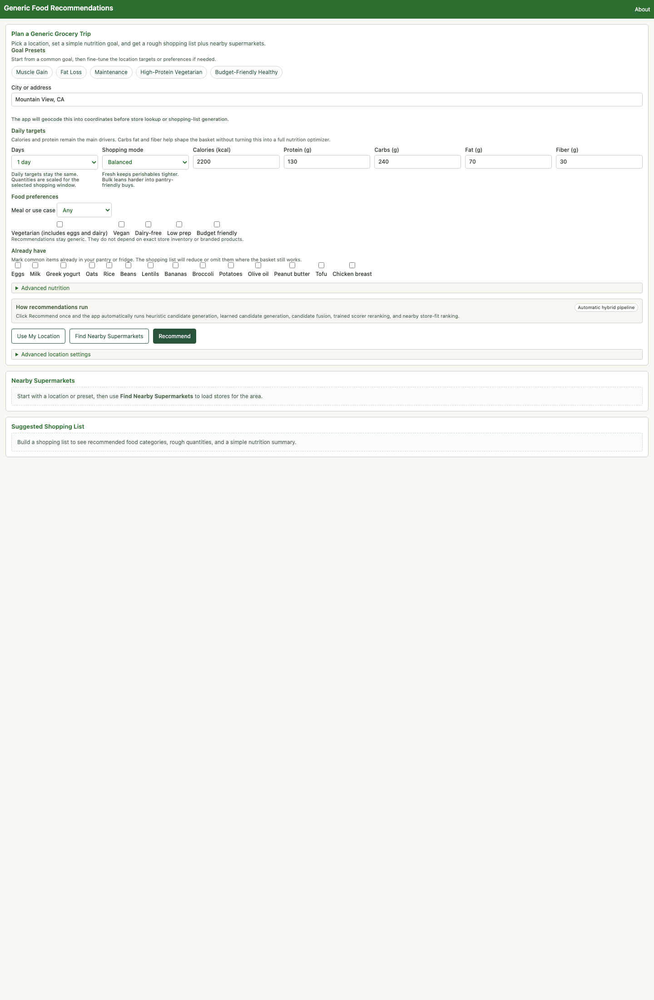 Generic Food Recommendations
About
Plan a Generic Grocery Trip
Pick a location, set a simple nutrition goal, and get a rough shopping list plus nearby supermarkets.
Goal Presets
Start from a common goal, then fine-tune the location targets or preferences if needed.
Muscle Gain Fat Loss Maintenance High-Protein Vegetarian Budget-Friendly Healthy
City or address
Mountain View, CA
The app will geocode this into coordinates before store lookup or shopping-list generation.
Daily targets
Calories and protein remain the main drivers. Carbs fat and fiber help shape the basket without turning this into a full nutrition optimizer.
Days Shopping mode Calories (kcal) Protein (g) Carbs (g) Fat (g) Fiber (g)
1 day Balanced 2200 130 240 70 30
Daily targets stay the same.
Quantities are scaled for the
selected shopping window.
Fresh keeps perishables tighter.
Bulk leans harder into pantry-
friendly buys.
Food preferences
Meal or use case Any
Vegetarian (includes eggs and dairy) Vegan Dairy-free Low prep Budget friendly
Recommendations stay generic. They do not depend on exact store inventory or branded products.
Already have
Mark common items already in your pantry or fridge. The shopping list will reduce or omit them where the basket still works.
Eggs Milk Greek yogurt Oats Rice Beans Lentils Bananas Broccoli Potatoes Olive oil Peanut butter Tofu Chicken breast
Advanced nutrition
How recommendations run
Automatic hybrid pipeline
Click Recommend once and the app automatically runs heuristic candidate generation, learned candidate generation, candidate fusion, trained scorer reranking, and nearby store-fit ranking.
Use My Location Find Nearby Supermarkets Recommend
Advanced location settings
Nearby Supermarkets
Start with a location or preset, then use Find Nearby Supermarkets to load stores for the area.
Suggested Shopping List
Build a shopping list to see recommended food categories, rough quantities, and a simple nutrition summary.